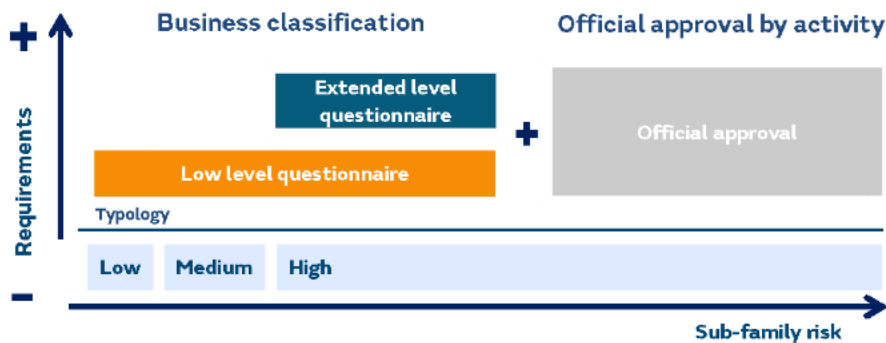 Business classification
Official approval by activity
+
Requirements
Extended level
questionnaire
+
Official approval
Low level questionnaire
Typology
Low
Medium
High
–
Sub-family risk